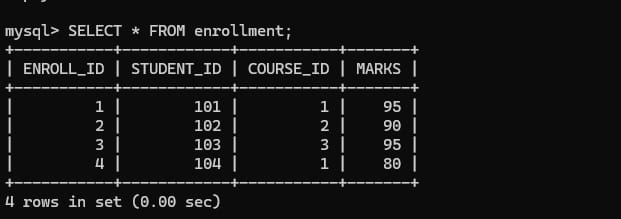 mysql> SELECT * FROM enrollment;
+-----------+------------+-----------+-------+
| ENROLL_ID | STUDENT_ID | COURSE_ID | MARKS |
+-----------+------------+-----------+-------+
|         1 |        101 |         1 |    95 |
|         2 |        102 |         2 |    90 |
|         3 |        103 |         3 |    95 |
|         4 |        104 |         1 |    80 |
+-----------+------------+-----------+-------+
4 rows in set (0.00 sec)